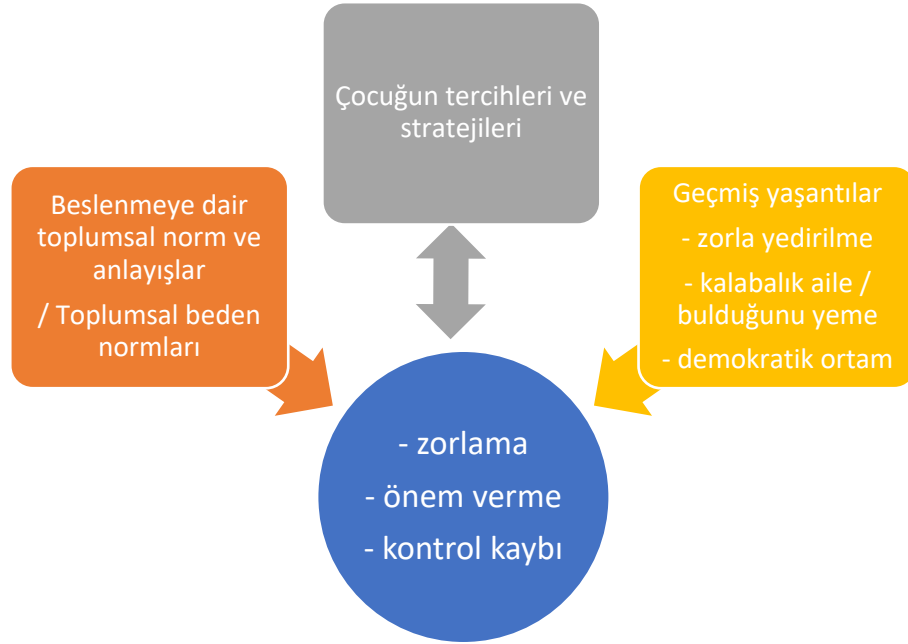 Çocuğun tercihleri ve
stratejileri
Beslenmeye dair
toplumsal norm ve
anlayışlar
/ Toplumsal beden
normları
Geçmiş yaşantılar
- zorla yedirilme
- kalabalık aile /
bulduğunu yeme
- demokratik ortam
- zorlama
- önem verme
- kontrol kaybı